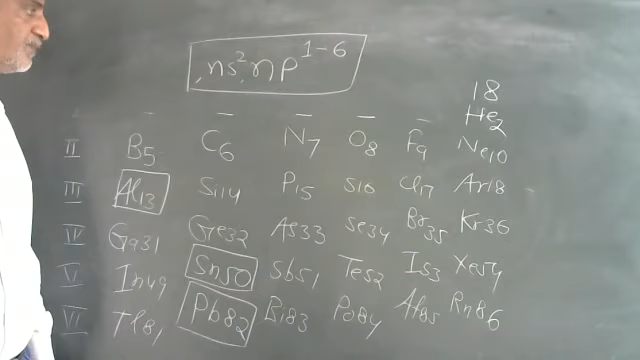 ns²np¹⁻⁶
18
He2
II B5 C6 N7 O8 F9 Ne10
III Al13 Si14 P15 S16 Cl17 Ar18
IV Ga31 Ge32 As33 Se34 Br35 Kr36
V In49 Sn50 Sb51 Te52 I53 Xe54
VI Tl81 Pb82 Bi83 Po84 At85 Rn86